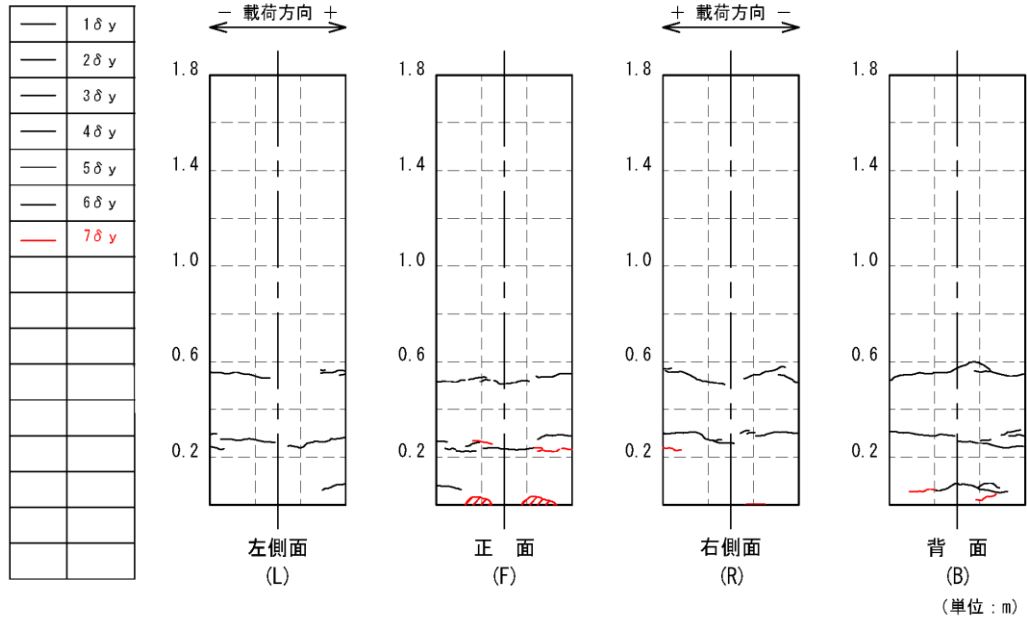 1δy
2δy
3δy
4δy
5δy
6δy
7δy
− 載荷方向 +
1.8
1.4
1.0
0.6
0.2
左側面
(L)
1.8
1.4
1.0
0.6
0.2
正 面
(F)
+ 載荷方向 −
1.8
1.4
1.0
0.6
0.2
右側面
(R)
1.8
1.4
1.0
0.6
0.2
背 面
(B)
(単位：m)